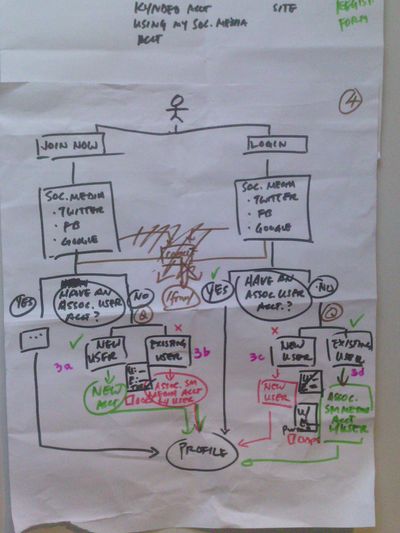 KYNDEO ACCT
USING MY SOC. MEDIA
ACCT
SITE
REGIST
FORM
4
JOIN NOW
LOGIN
SOC. MEDIA
• TWITTER
• FB
• GOOGLE
SOC. MEDIA
• TWITTER
• FB
• GOOGLE
YES
HAVE AN
ASSOC. USER
ACCT.?
NO
YES
HAVE AN
ASSOC. USER
ACCT.?
NO
...
3a
NEW
USER
EXISTING
USER
3b
3c
NEW
USER
EXISTING
USER
3d
NEW
ACCT
ASSOC. SM
MEDIA ACCT
W/ USER
NEW
USER
ASSOC.
SM MEDIA
ACCT
W/ USER
PROFILE